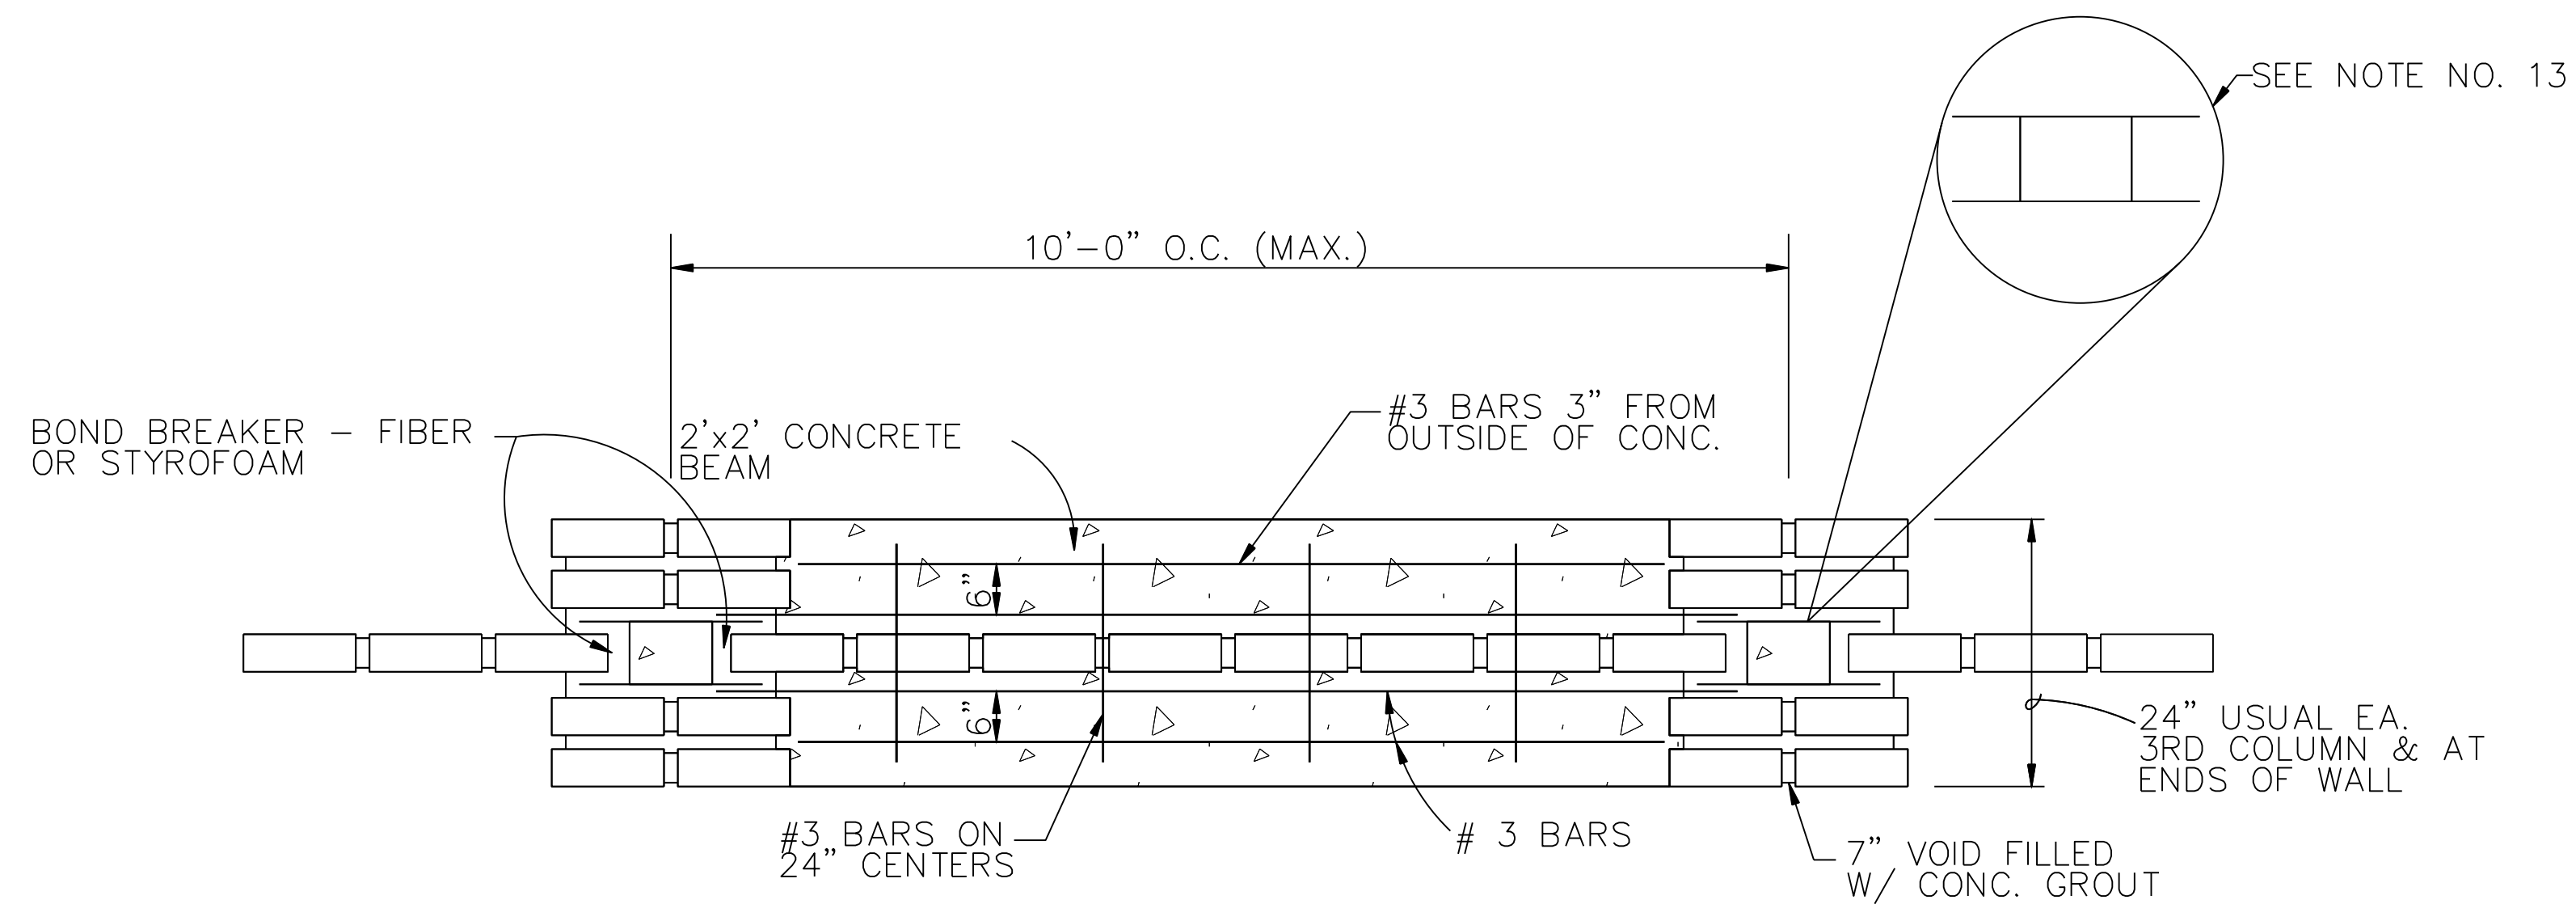 SEE NOTE NO. 13
10'-0" O.C. (MAX.)
#3 BARS 3" FROM
OUTSIDE OF CONC.
BOND BREAKER - FIBER
OR STYROFOAM
2'x2' CONCRETE
BEAM
6"
6"
24" USUAL EA.
3RD COLUMN & AT
ENDS OF WALL
#3 BARS ON
24" CENTERS
# 3 BARS
7" VOID FILLED
W/ CONC. GROUT